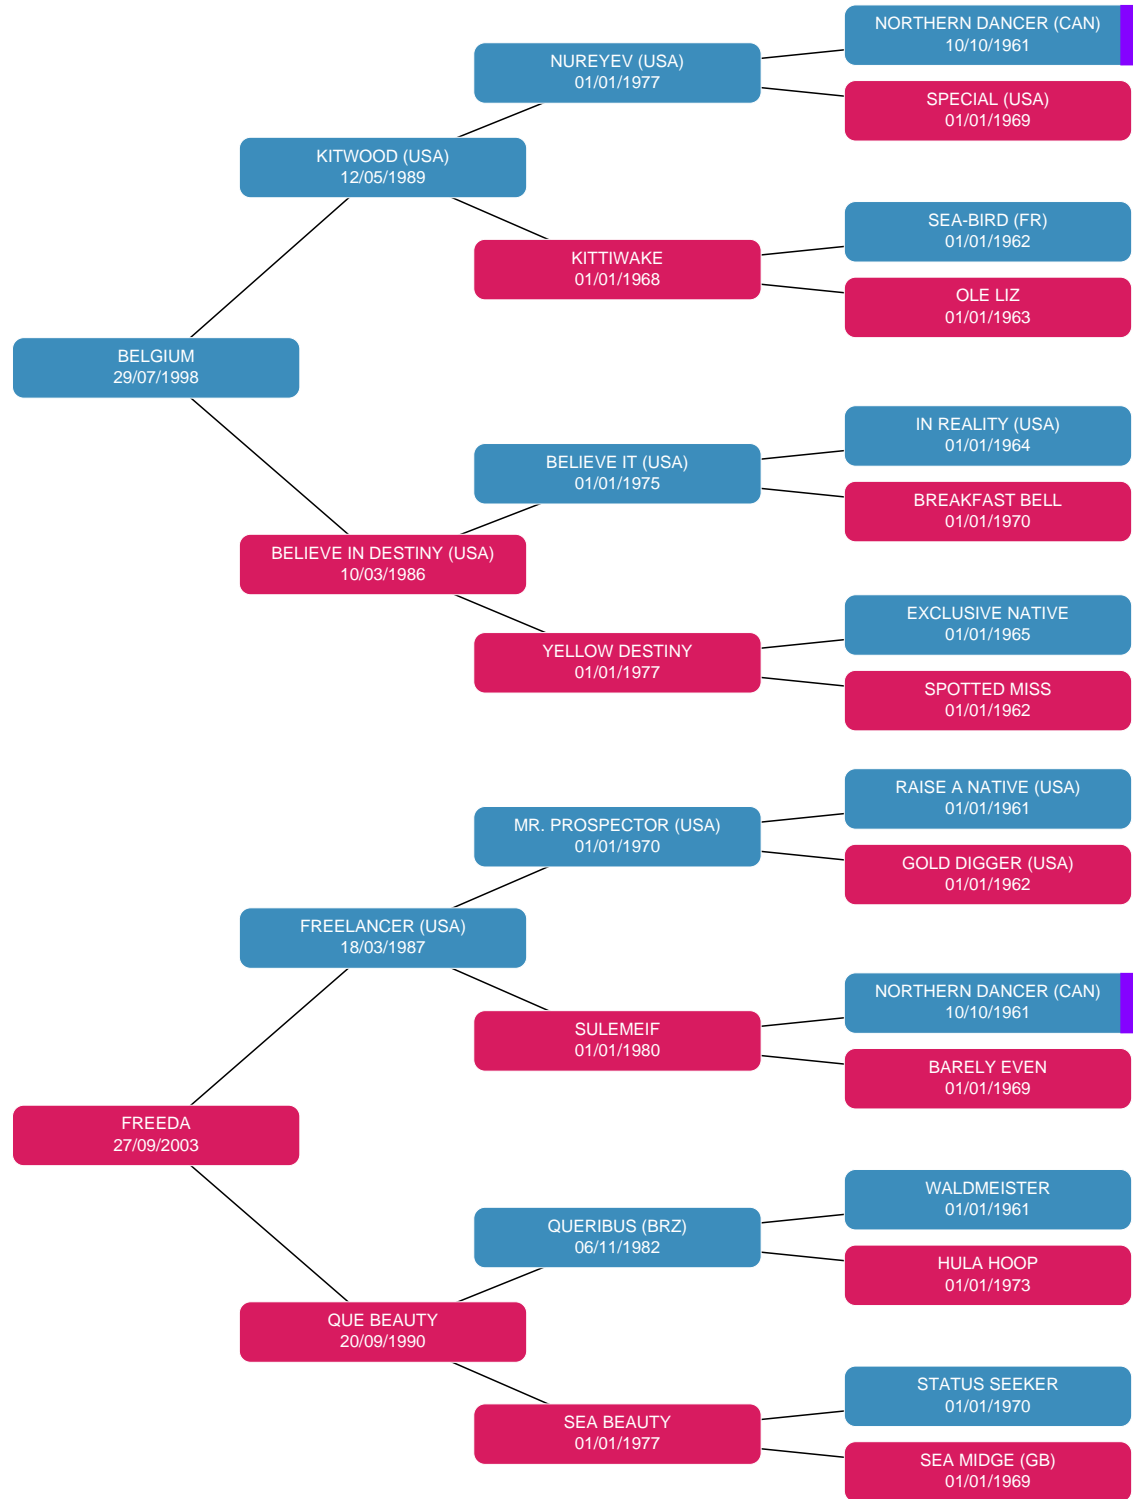 NORTHERN DANCER (CAN)
10/10/1961
NUREYEV (USA)
01/01/1977
SPECIAL (USA)
01/01/1969
KITWOOD (USA)
12/05/1989
SEA-BIRD (FR)
01/01/1962
KITTIWAKE
01/01/1968
OLE LIZ
01/01/1963
BELGIUM
29/07/1998
IN REALITY (USA)
01/01/1964
BELIEVE IT (USA)
01/01/1975
BREAKFAST BELL
01/01/1970
BELIEVE IN DESTINY (USA)
10/03/1986
EXCLUSIVE NATIVE
01/01/1965
YELLOW DESTINY
01/01/1977
SPOTTED MISS
01/01/1962
RAISE A NATIVE (USA)
01/01/1961
MR. PROSPECTOR (USA)
01/01/1970
GOLD DIGGER (USA)
01/01/1962
FREELANCER (USA)
18/03/1987
NORTHERN DANCER (CAN)
10/10/1961
SULEMEIF
01/01/1980
BARELY EVEN
01/01/1969
FREEDA
27/09/2003
WALDMEISTER
01/01/1961
QUERIBUS (BRZ)
06/11/1982
HULA HOOP
01/01/1973
QUE BEAUTY
20/09/1990
STATUS SEEKER
01/01/1970
SEA BEAUTY
01/01/1977
SEA MIDGE (GB)
01/01/1969